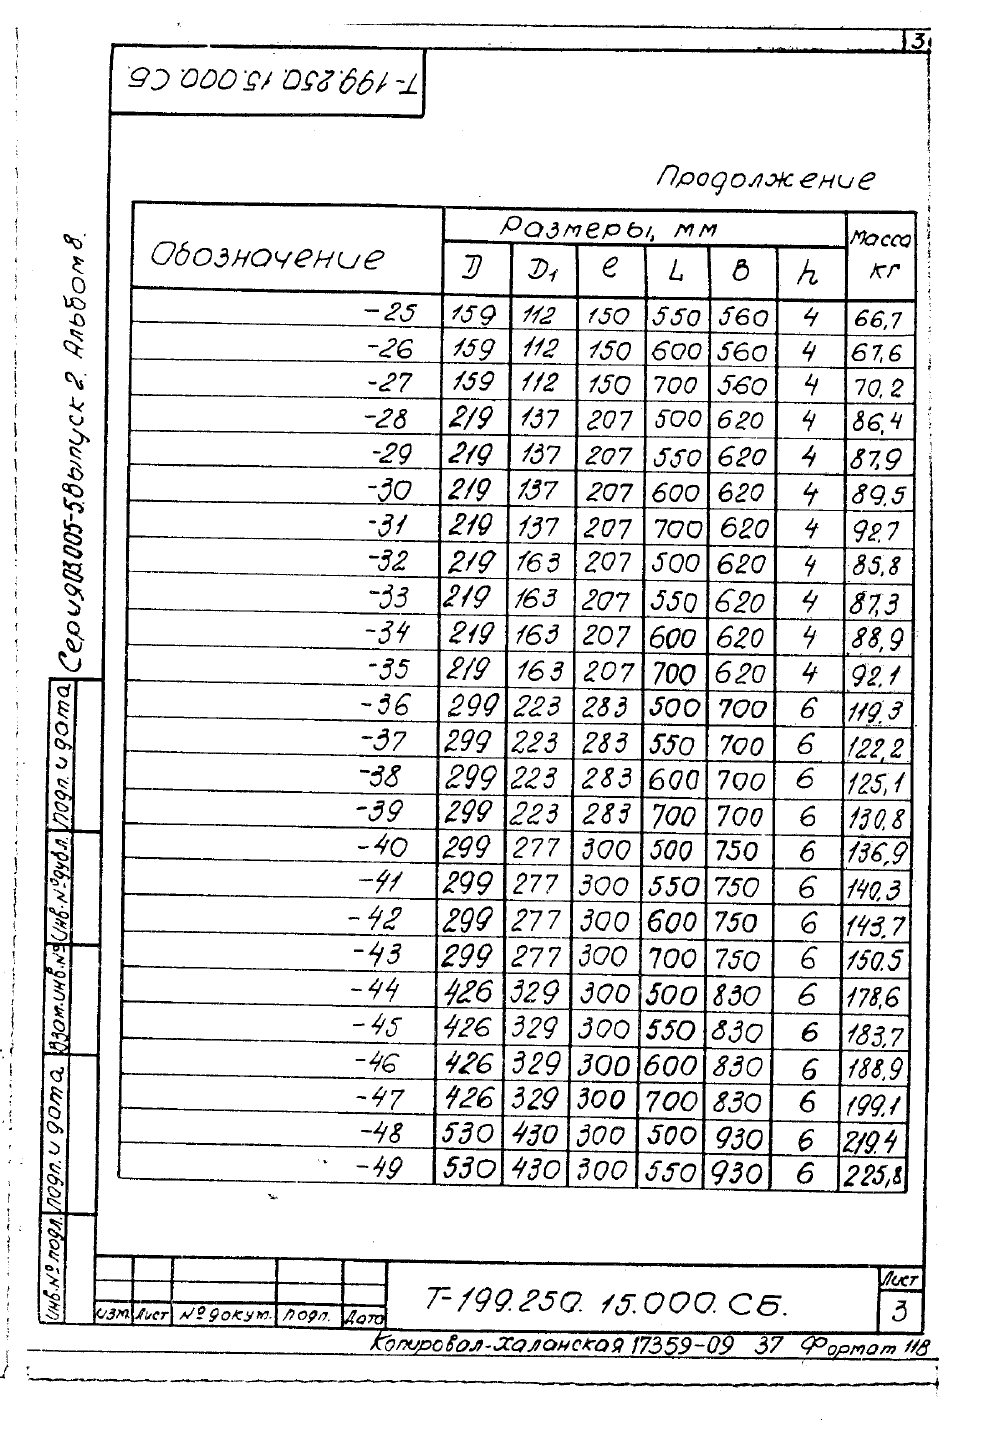 3
Т-199.250.15.000.СБ.
Продолжение
Обозначение Размеры, мм Масса кг
D D1 l L B h
-25 159 112 150 550 560 4 66,7
-26 159 112 150 600 560 4 67,6
-27 159 112 150 700 560 4 70,2
-28 219 137 207 500 620 4 86,4
-29 219 137 207 550 620 4 87,9
-30 219 137 207 600 620 4 89,5
-31 219 137 207 700 620 4 92,7
-32 219 163 207 500 620 4 85,8
-33 219 163 207 550 620 4 87,3
-34 219 163 207 600 620 4 88,9
-35 219 163 207 700 620 4 92,1
-36 299 223 283 500 700 6 119,3
-37 299 223 283 550 700 6 122,2
-38 299 223 283 600 700 6 125,1
-39 299 223 283 700 700 6 130,8
-40 299 277 300 500 750 6 136,9
-41 299 277 300 550 750 6 140,3
-42 299 277 300 600 750 6 143,7
-43 299 277 300 700 750 6 150.5
-44 426 329 300 500 830 6 178,6
-45 426 329 300 550 830 6 183,7
-46 426 329 300 600 830 6 188,9
-47 426 329 300 700 830 6 199,1
-48 530 430 300 500 930 6 219.4
-49 530 430 300 550 930 6 225,8
Выпуск 2. Альбом 8.
Подп. и дата
Инв. № дубл.
Взам. инв. №
Подп. и дата
Инв. № подл.
Изм. Лист № докум. Подп. Дата
Т-199.250. 15.000. СБ.
Лист
3
Копировал-Халанская 17359-09 37 Формат 11В